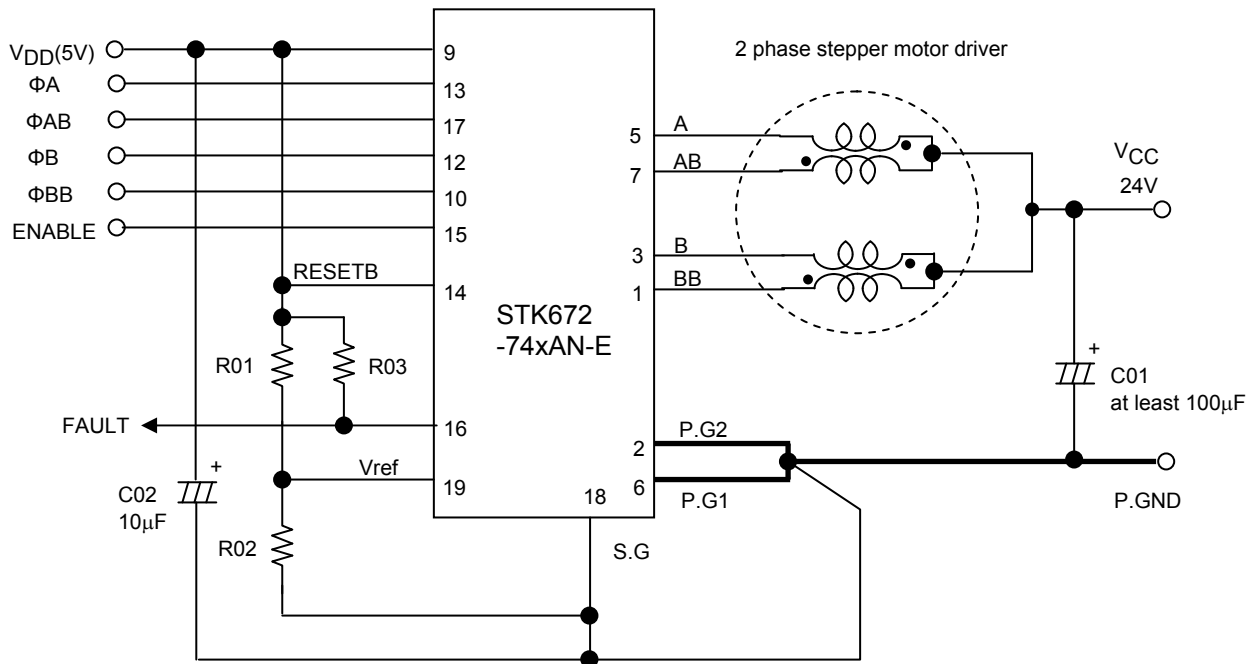 2 phase stepper motor driver
VDD(5V)
ΦA
ΦAB
ΦB
ΦBB
ENABLE
9
13
17
12
10
15
RESETB
14
R01
R03
FAULT
16
Vref
19
+
C02
10μF
R02
STK672
-74xAN-E
18
S.G
5
A
7
AB
3
B
1
BB
VCC
24V
+
C01
at least 100μF
2
P.G2
6
P.G1
P.GND